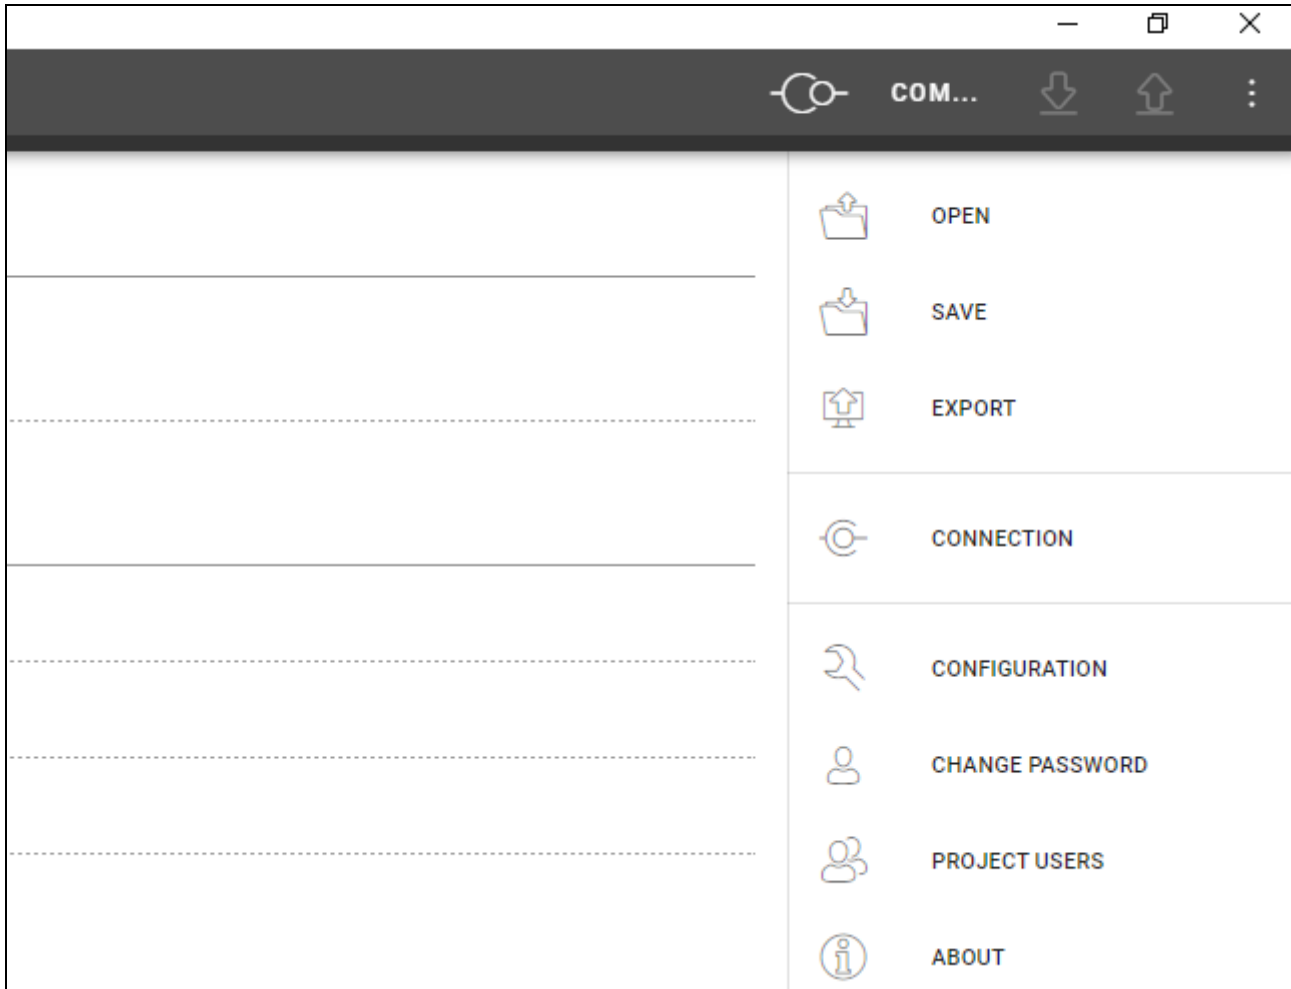 COM...
OPEN
SAVE
EXPORT
CONNECTION
CONFIGURATION
CHANGE PASSWORD
PROJECT USERS
ABOUT